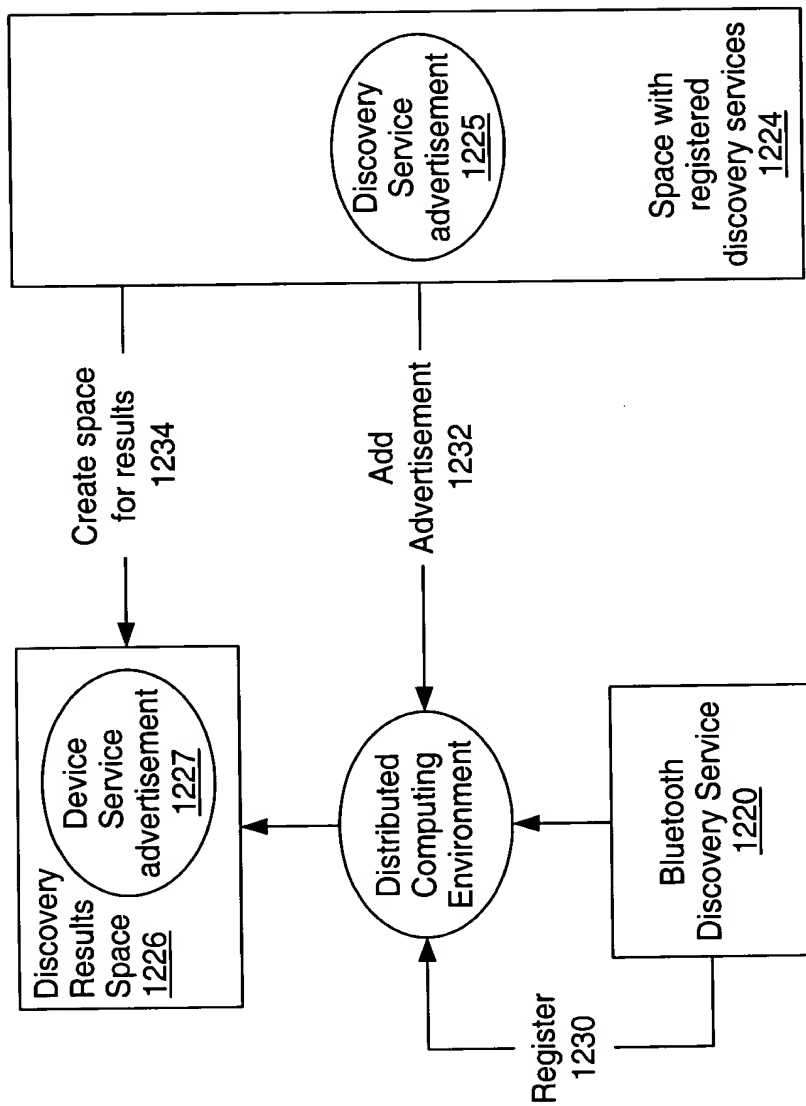 Discovery
Results
Space
1226
Device
Service
advertisement
1227
Create space
for results
1234
Distributed
Computing
Environment
Add
Advertisement
1232
Discovery
Service
advertisement
1225
Register
1230
Bluetooth
Discovery Service
1220
Space with
registered
discovery services
1224